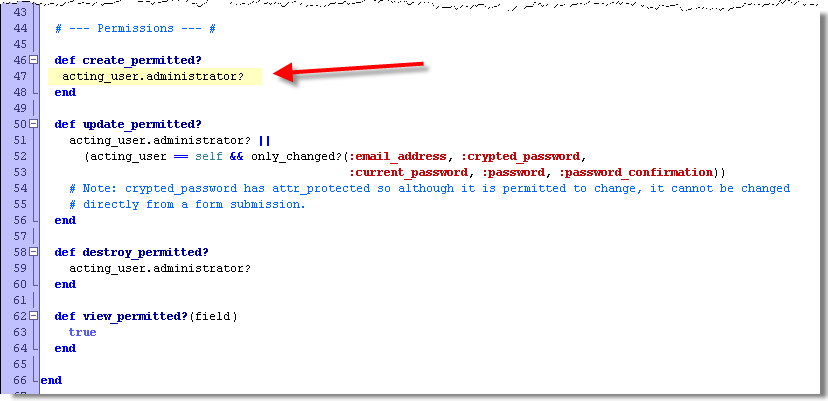 43
44 # --- Permissions --- #
45
46 def create_permitted?
47 acting_user.administrator?
48 end
49
50 def update_permitted?
51 acting_user.administrator? ||
52 (acting_user == self && only_changed?(:email_address, :crypted_password,
53 :current_password, :password, :password_confirmation))
54 # Note: crypted_password has attr_protected so although it is permitted to change, it cannot be changed
55 # directly from a form submission.
56 end
57
58 def destroy_permitted?
59 acting_user.administrator?
60 end
61
62 def view_permitted?(field)
63 true
64 end
65
66 end